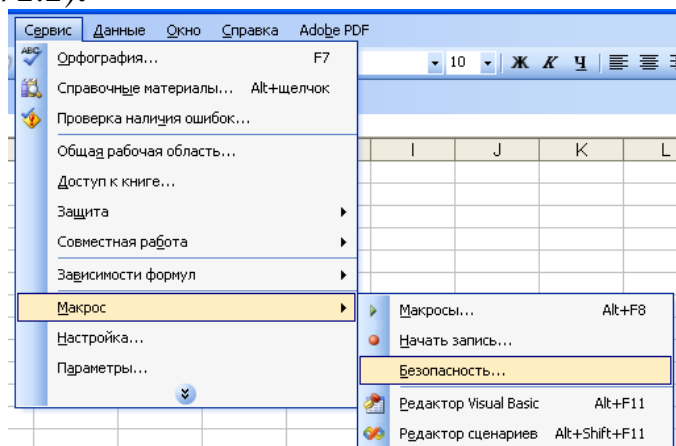 Сервис Данные Окно Справка Adobe PDF
Орфография... F7
10 Ж К Ч
Справочные материалы... Alt+щелчок
Проверка наличия ошибок...
Общая рабочая область...
I J K L
Доступ к книге...
Защита
Совместная работа
Зависимости формул
Макрос
Макросы... Alt+F8
Настройка...
Начать запись...
Параметры...
Безопасность...
Редактор Visual Basic Alt+F11
Редактор сценариев Alt+Shift+F11